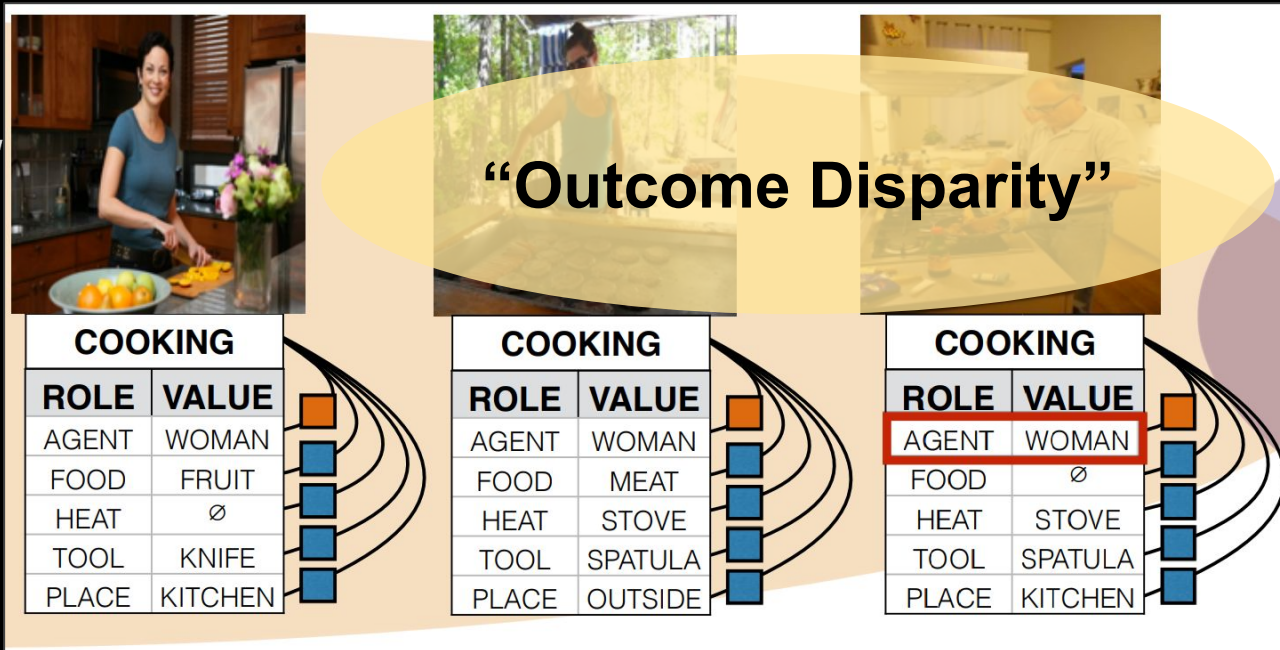 “Outcome Disparity”
COOKING
ROLE VALUE
AGENT WOMAN
FOOD FRUIT
HEAT ∅
TOOL KNIFE
PLACE KITCHEN
COOKING
ROLE VALUE
AGENT WOMAN
FOOD MEAT
HEAT STOVE
TOOL SPATULA
PLACE OUTSIDE
COOKING
ROLE VALUE
AGENT WOMAN
FOOD ∅
HEAT STOVE
TOOL SPATULA
PLACE KITCHEN